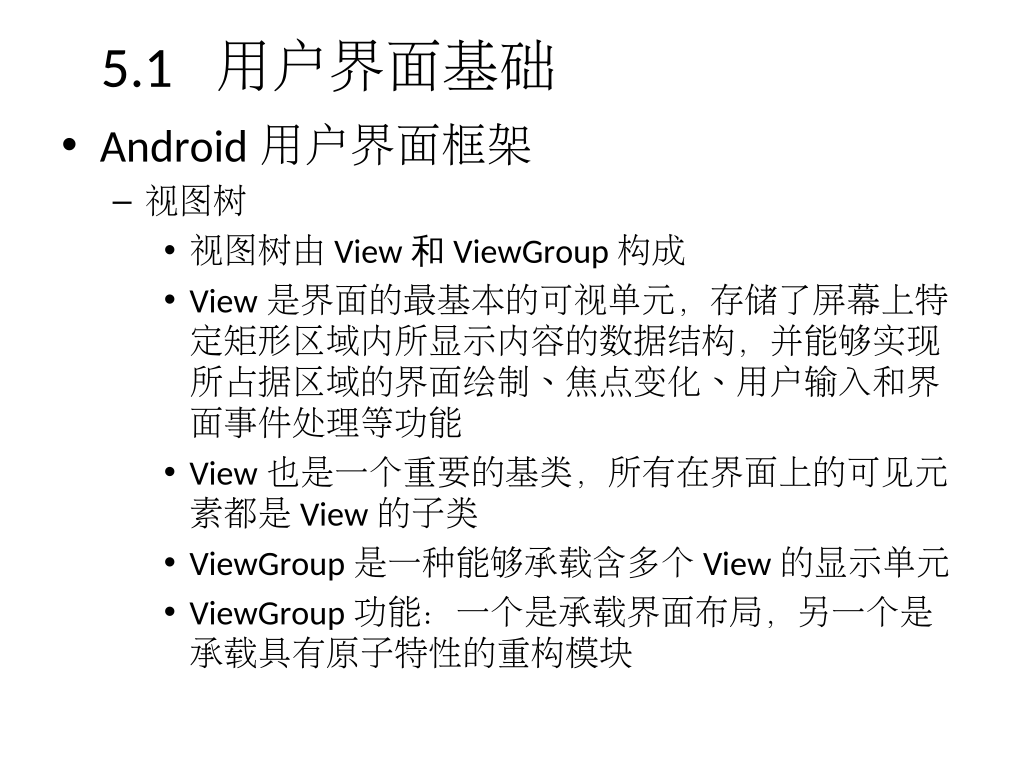 5.1 用户界面基础
• Android 用户界面框架
– 视图树
• 视图树由 View 和 ViewGroup 构成
• View 是界面的最基本的可视单元，存储了屏幕上特
定矩形区域内所显示内容的数据结构，并能够实现
所占据区域的界面绘制、焦点变化、用户输入和界
面事件处理等功能
• View 也是一个重要的基类，所有在界面上的可见元
素都是 View 的子类
• ViewGroup 是一种能够承载含多个 View 的显示单元
• ViewGroup 功能：一个是承载界面布局，另一个是
承载具有原子特性的重构模块